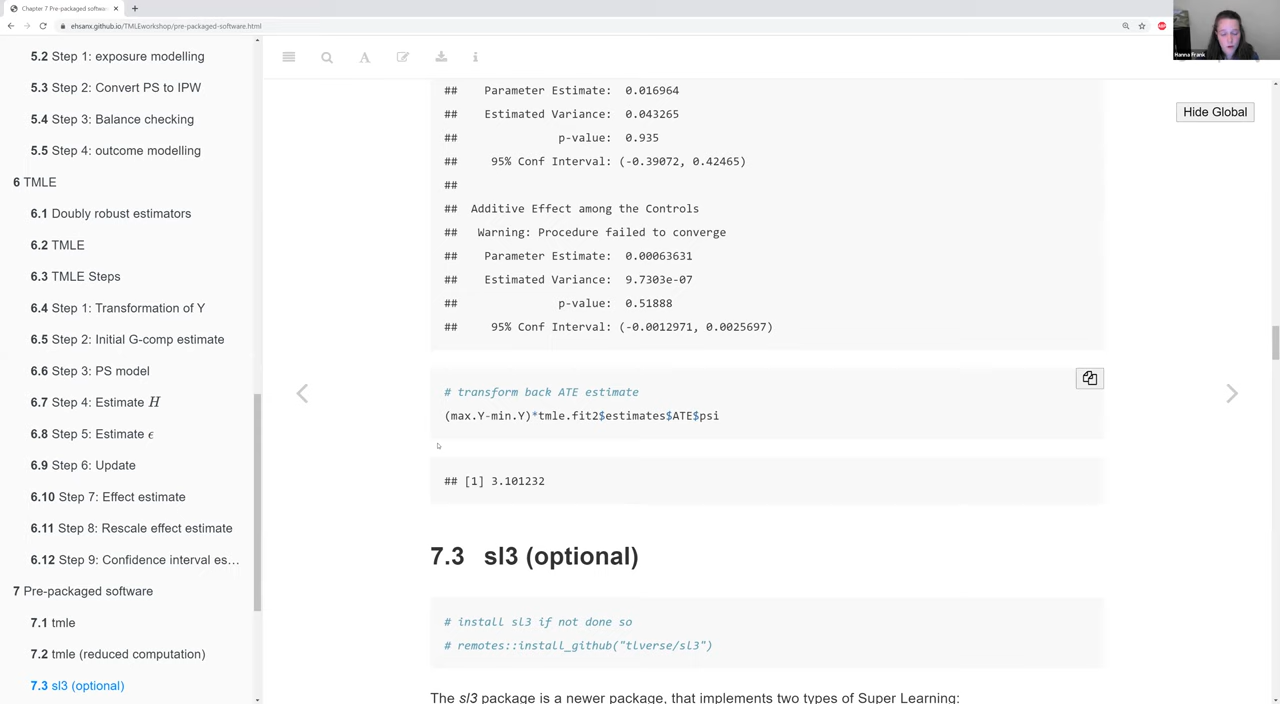 Chapter 7 Pre-packaged softwa
ehsanx.github.io/TMLEworkshop/pre-packaged-software.html
Hanna Frank
5.2 Step 1: exposure modelling
5.3 Step 2: Convert PS to IPW
5.4 Step 3: Balance checking
5.5 Step 4: outcome modelling
6 TMLE
6.1 Doubly robust estimators
6.2 TMLE
6.3 TMLE Steps
6.4 Step 1: Transformation of Y
6.5 Step 2: Initial G-comp estimate
6.6 Step 3: PS model
6.7 Step 4: Estimate H
6.8 Step 5: Estimate ϵ
6.9 Step 6: Update
6.10 Step 7: Effect estimate
6.11 Step 8: Rescale effect estimate
6.12 Step 9: Confidence interval es…
7 Pre-packaged software
7.1 tmle
7.2 tmle (reduced computation)
7.3 sl3 (optional)
Hide Global
## Parameter Estimate: 0.016964
## Estimated Variance: 0.043265
## p-value: 0.935
## 95% Conf Interval: (-0.39072, 0.42465)
##
## Additive Effect among the Controls
## Warning: Procedure failed to converge
## Parameter Estimate: 0.00063631
## Estimated Variance: 9.7303e-07
## p-value: 0.51888
## 95% Conf Interval: (-0.0012971, 0.0025697)
# transform back ATE estimate
(max.Y-min.Y)*tmle.fit2$estimates$ATE$psi
## [1] 3.101232
7.3 sl3 (optional)
# install sl3 if not done so
# remotes::install_github("tlverse/sl3")
The sl3 package is a newer package, that implements two types of Super Learning: